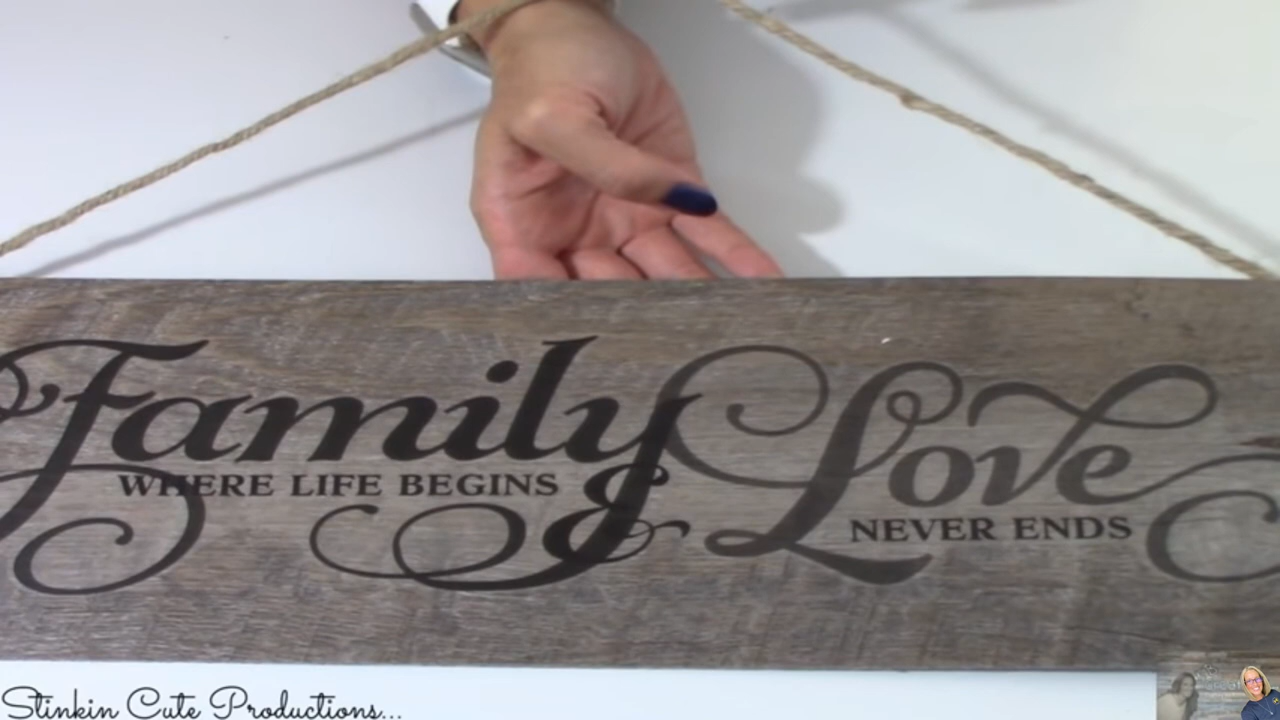 Family
WHERE LIFE BEGINS
&
Love
NEVER ENDS
Stinkin Cute Productions...